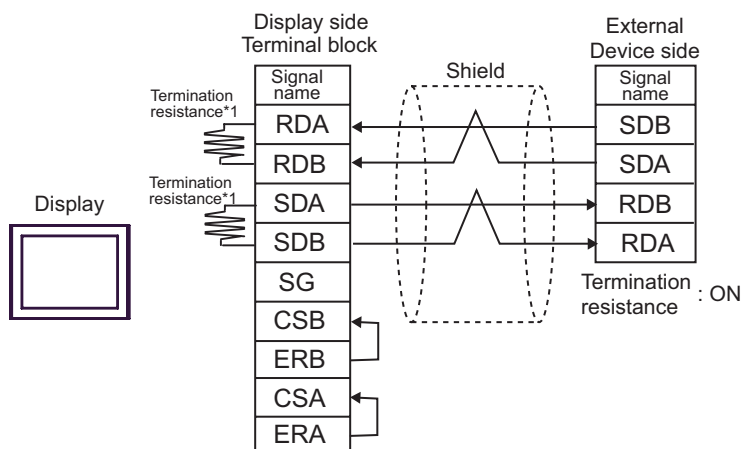 Display side
Terminal block
External
Device side
Shield
Signal
name
Signal
name
Termination
resistance*1
RDA
SDB
RDB
SDA
Termination
resistance*1
SDA
RDB
Display
SDB
RDA
SG
Termination
resistance : ON
CSB
ERB
CSA
ERA